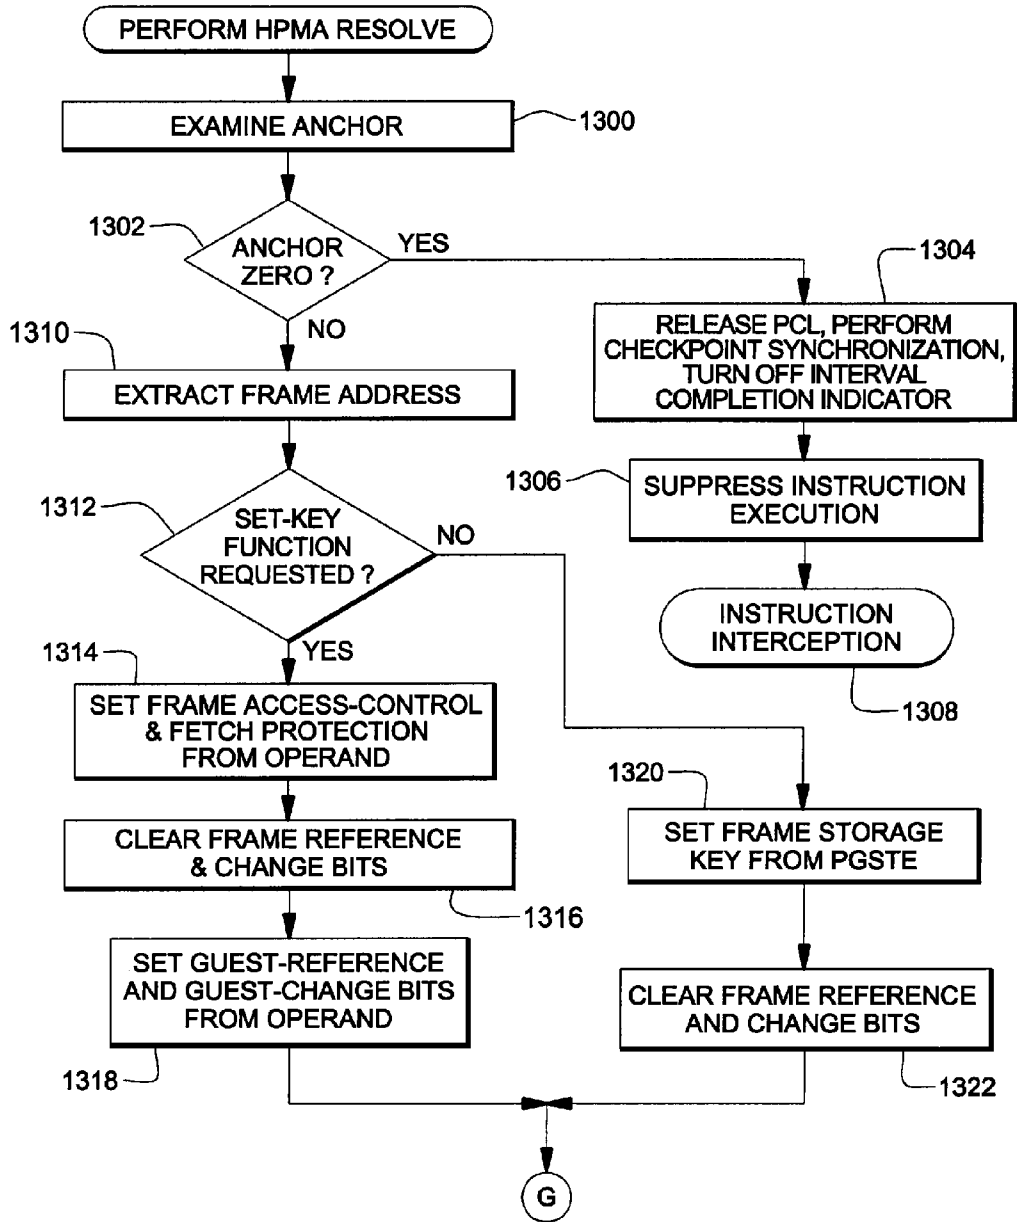 PERFORM HPMA RESOLVE
EXAMINE ANCHOR
1300
1302
ANCHOR
ZERO ?
YES
NO
1304
RELEASE PCL, PERFORM
CHECKPOINT SYNCHRONIZATION,
TURN OFF INTERVAL
COMPLETION INDICATOR
1306
SUPPRESS INSTRUCTION
EXECUTION
INSTRUCTION
INTERCEPTION
1308
1310
EXTRACT FRAME ADDRESS
1312
SET-KEY
FUNCTION
REQUESTED ?
NO
YES
1314
SET FRAME ACCESS-CONTROL
& FETCH PROTECTION
FROM OPERAND
CLEAR FRAME REFERENCE
& CHANGE BITS
1316
SET GUEST-REFERENCE
AND GUEST-CHANGE BITS
FROM OPERAND
1318
1320
SET FRAME STORAGE
KEY FROM PGSTE
CLEAR FRAME REFERENCE
AND CHANGE BITS
1322
G